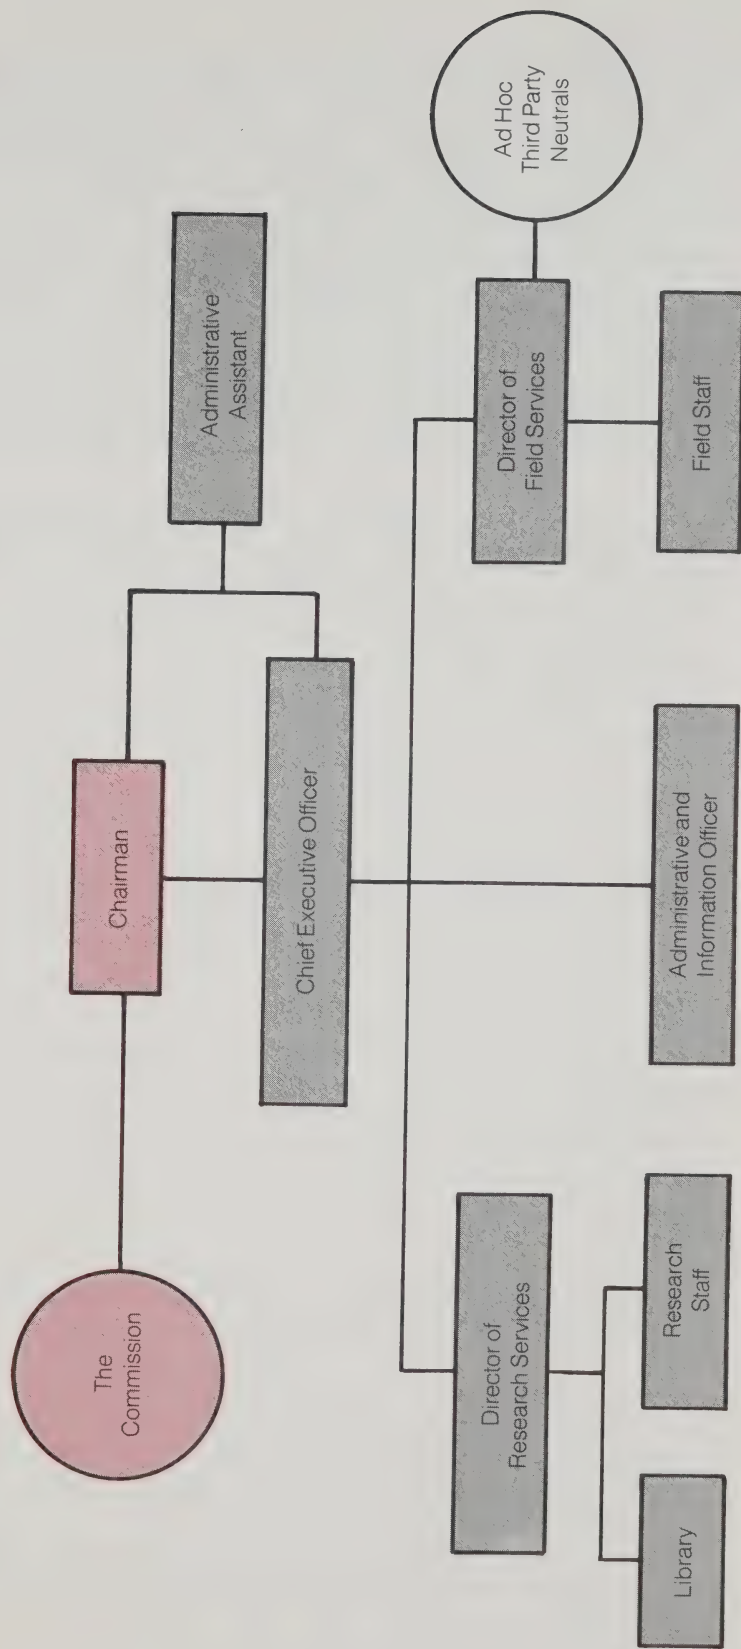 The
Commission
Chairman
Administrative
Assistant
Chief Executive Officer
Director of
Research Services
Director of
Field Services
Ad Hoc
Third Party
Neutrals
Library
Research
Staff
Administrative and
Information Officer
Field Staff